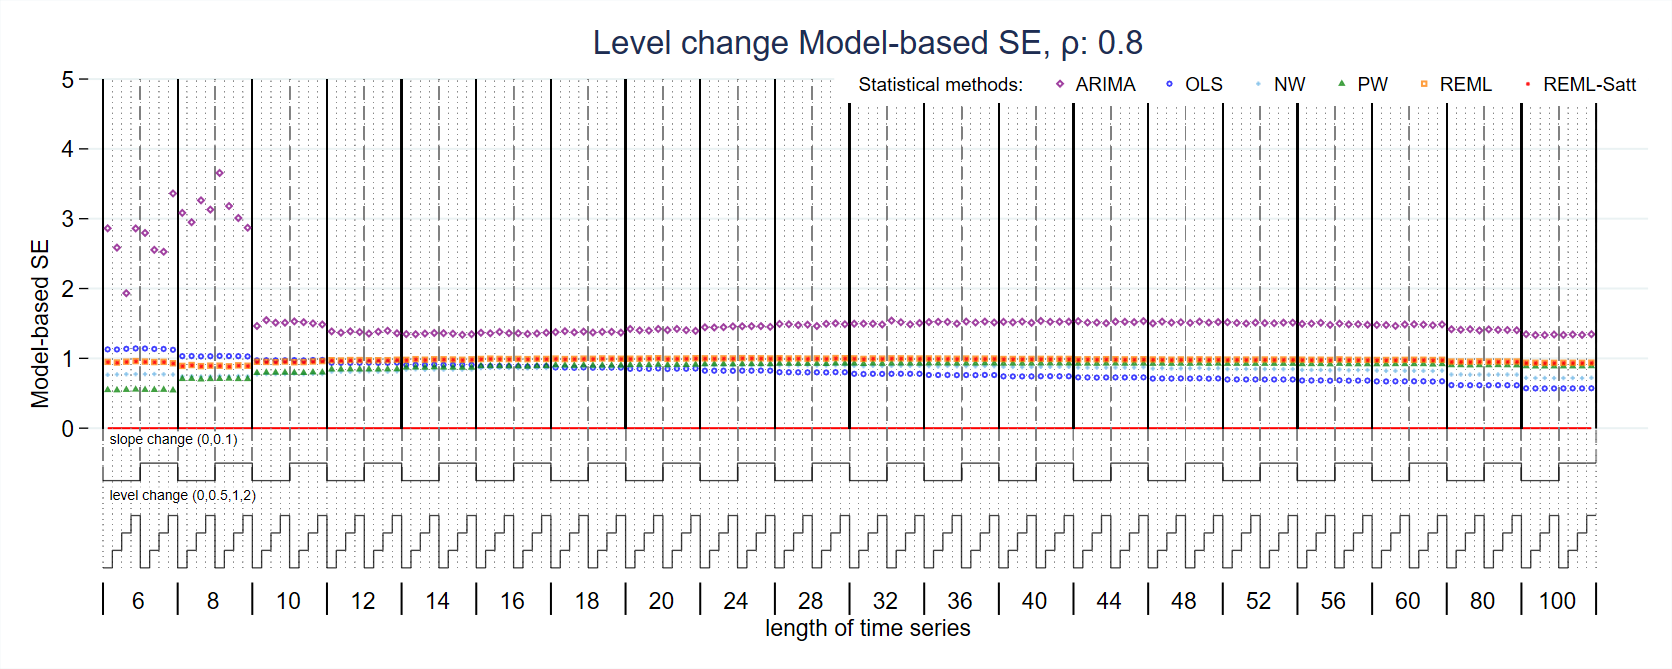 Level change Model-based SE, ρ: 0.8
Statistical methods: ARIMA OLS NW PW REML REML-Satt
5
4
3
2
1
0
Model-based SE
slope change (0,0.1)
level change (0,0.5,1,2)
6 8 10 12 14 16 18 20 24 28 32 36 40 44 48 52 56 60 80 100
length of time series